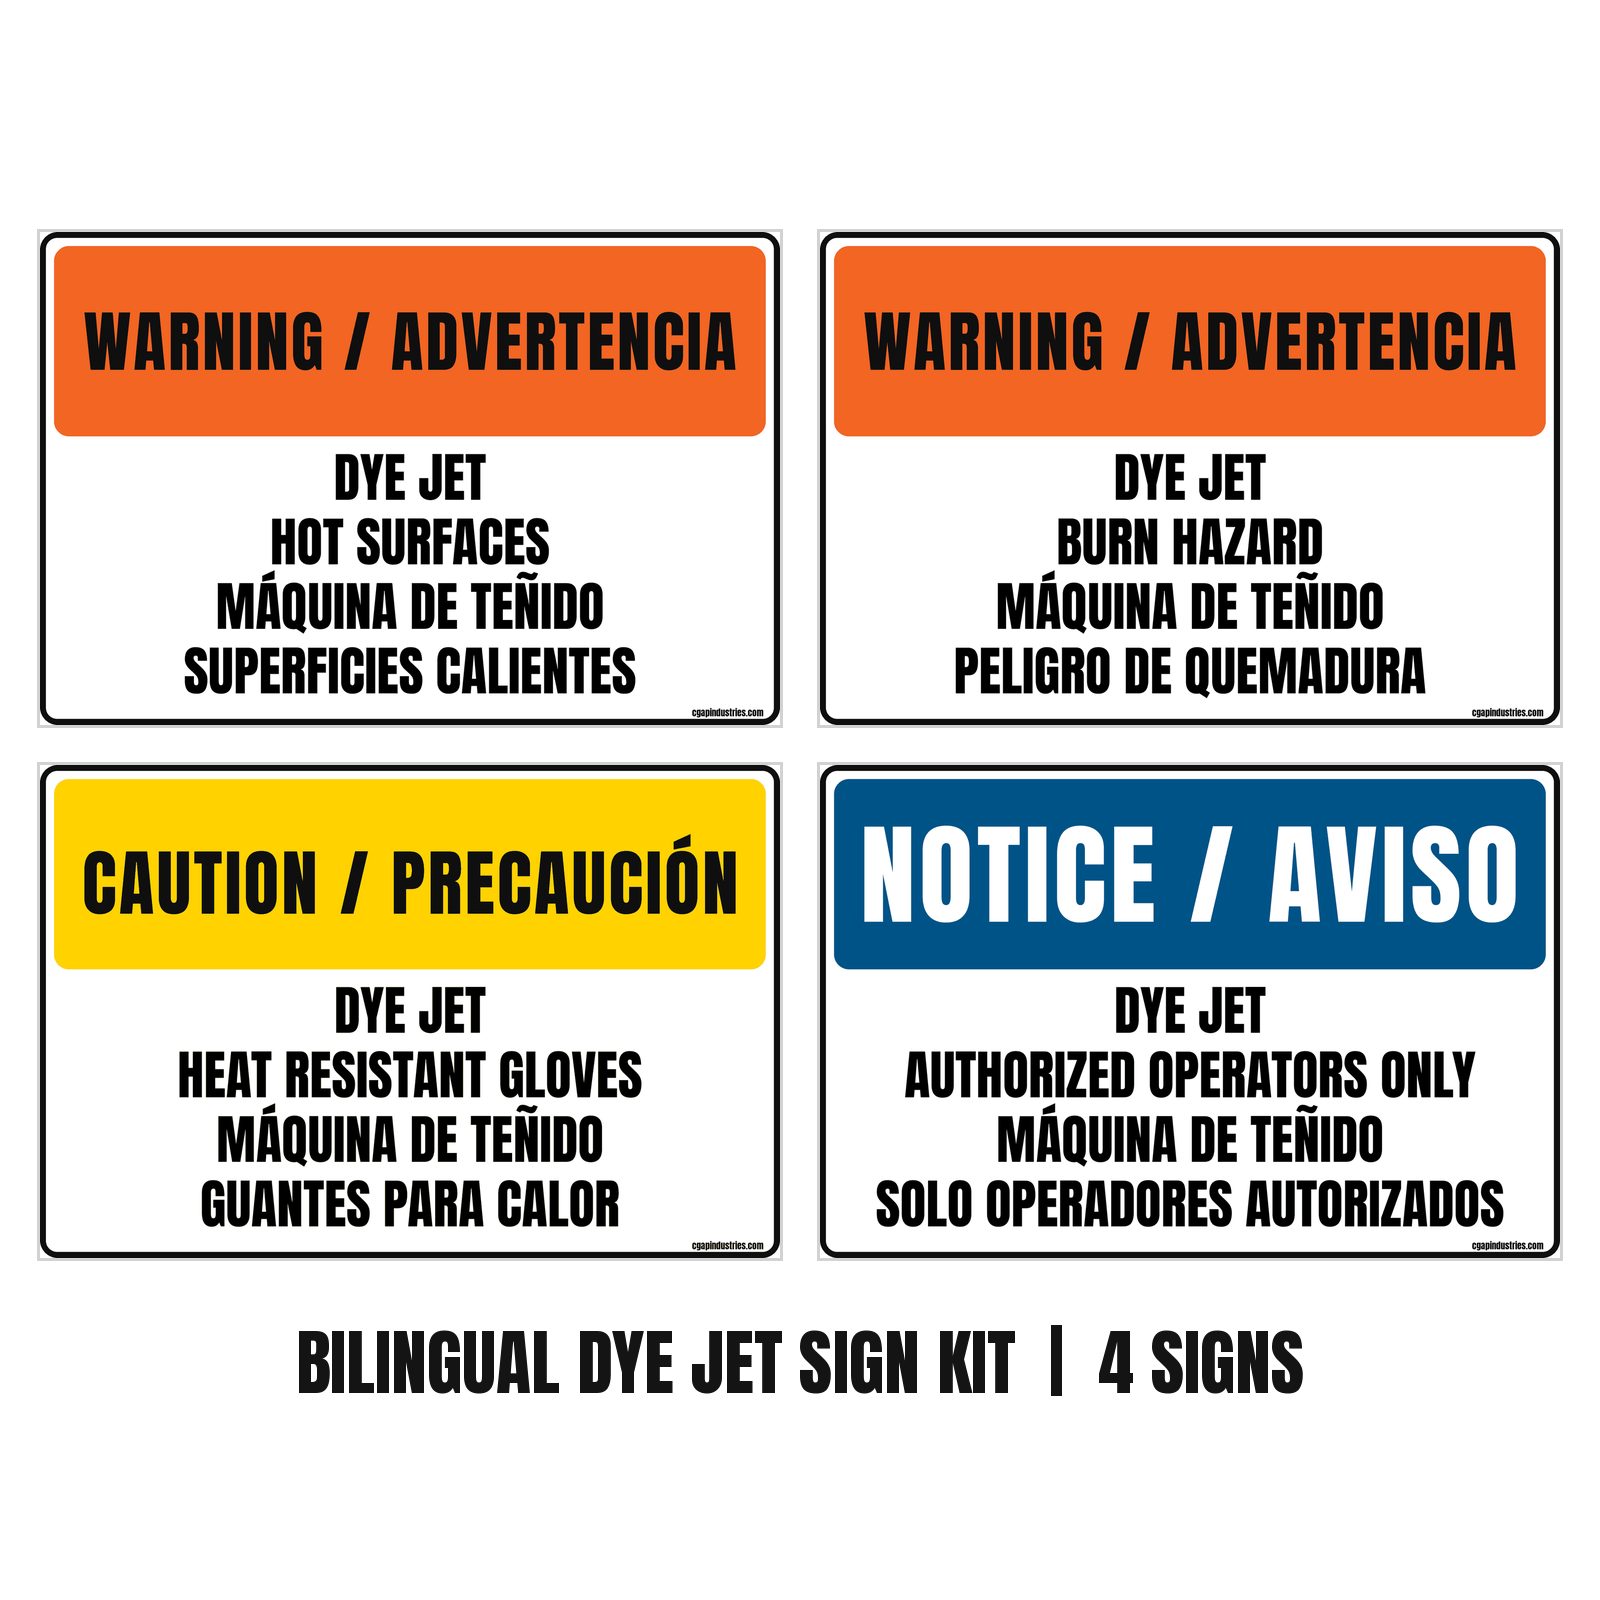 WARNING / ADVERTENCIA
DYE JET
HOT SURFACES
MÁQUINA DE TEÑIDO
SUPERFICIES CALIENTES
cgapindustries.com
WARNING / ADVERTENCIA
DYE JET
BURN HAZARD
MÁQUINA DE TEÑIDO
PELIGRO DE QUEMADURA
cgapindustries.com
CAUTION / PRECAUCIÓN
DYE JET
HEAT RESISTANT GLOVES
MÁQUINA DE TEÑIDO
GUANTES PARA CALOR
cgapindustries.com
NOTICE / AVISO
DYE JET
AUTHORIZED OPERATORS ONLY
MÁQUINA DE TEÑIDO
SOLO OPERADORES AUTORIZADOS
cgapindustries.com
BILINGUAL DYE JET SIGN KIT | 4 SIGNS